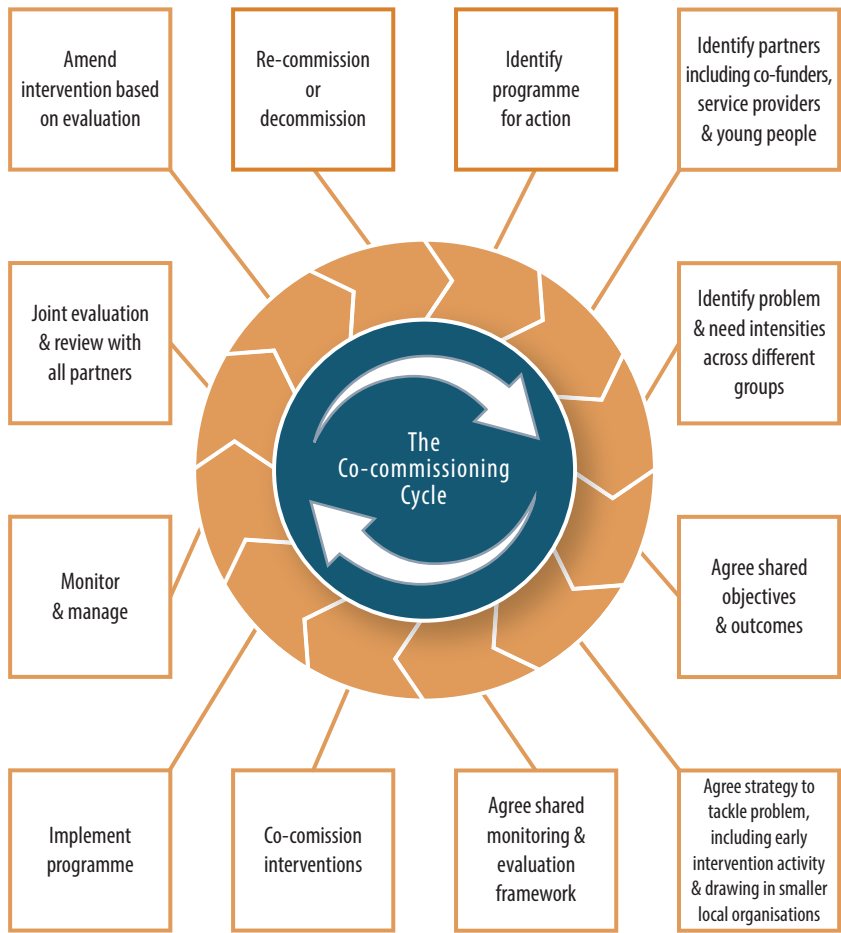 Amend
intervention based
on evaluation
Re-commission
or
decommission
Identify
programme
for action
Identify partners
including co-funders,
service providers
& young people
Joint evaluation
& review with
all partners
The
Co-commissioning
Cycle
Identify problem
& need intensities
across different
groups
Monitor
& manage
Agree shared
objectives
& outcomes
Implement
programme
Co-comission
interventions
Agree shared
monitoring &
evaluation
framework
Agree strategy to
tackle problem,
including early
intervention activity
& drawing in smaller
local organisations